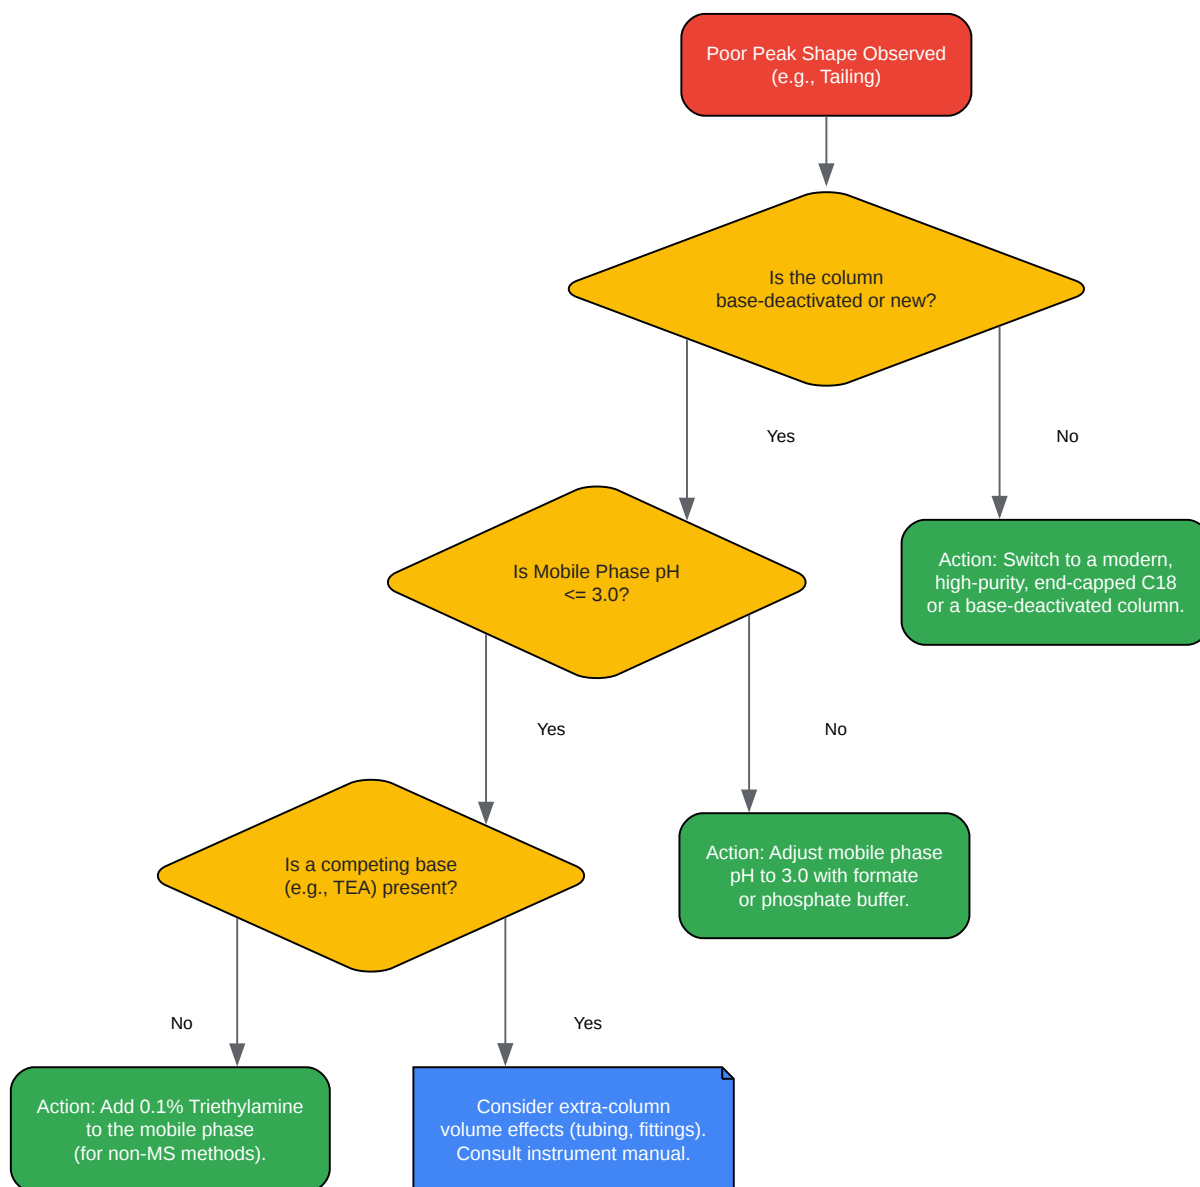 Poor Peak Shape Observed
(e.g., Tailing)
Is the column
base-deactivated or new?
Yes
No
Is Mobile Phase pH
<= 3.0?
Action: Switch to a modern,
high-purity, end-capped C18
or a base-deactivated column.
Yes
No
Is a competing base
(e.g., TEA) present?
Action: Adjust mobile phase
pH to 3.0 with formate
or phosphate buffer.
No
Yes
Action: Add 0.1% Triethylamine
to the mobile phase
(for non-MS methods).
Consider extra-column
volume effects (tubing, fittings).
Consult instrument manual.